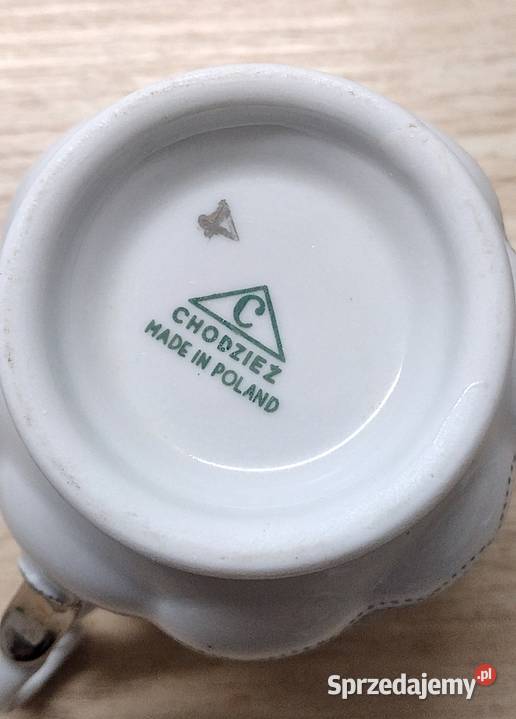 C
CHODZIEŻ
MADE IN POLAND
Sprzedajemy.pl